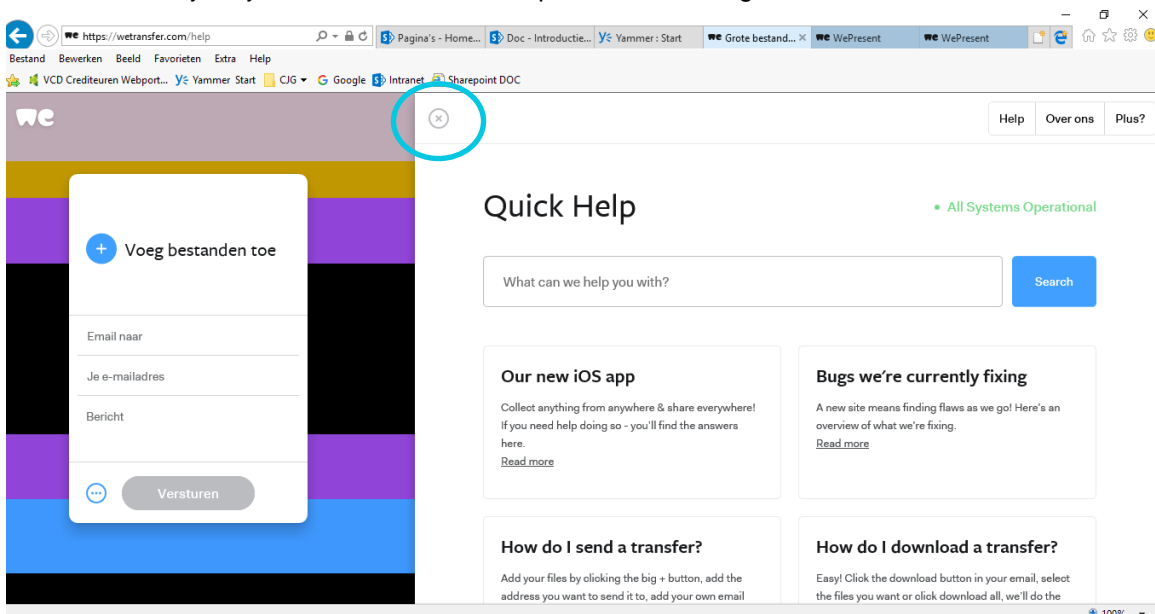 https://wetransfer.com/help
Pagina's - Home...
Doc - Introductie...
Yammer : Start
Grote bestand...
WePresent
WePresent
Bestand Bewerken Beeld Favorieten Extra Help
VCD Crediteuren Webport... Yammer Start CJG Google Intranet Sharepoint DOC
we
Help Over ons Plus?
Quick Help
All Systems Operational
Voeg bestanden toe
What can we help you with?
Search
Email naar
Je e-mailadres
Bericht
Versturen
Our new iOS app
Collect anything from anywhere & share everywhere!
If you need help doing so - you'll find the answers
here.
Read more
Bugs we're currently fixing
A new site means finding flaws as we go! Here's an
overview of what we're fixing.
Read more
How do I send a transfer?
Add your files by clicking the big + button, add the
address you want to send it to, add your own email
How do I download a transfer?
Easy! Click the download button in your email, select
the files you want or click download all, we'll do the
100%